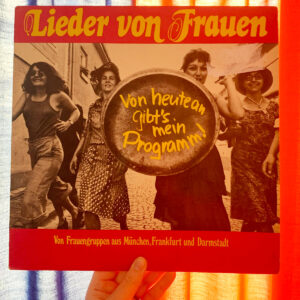 Lieder von Frauen
Von heute an
gibt's
mein
Programm!
Von Frauengruppen aus München, Frankfurt und Darmstadt